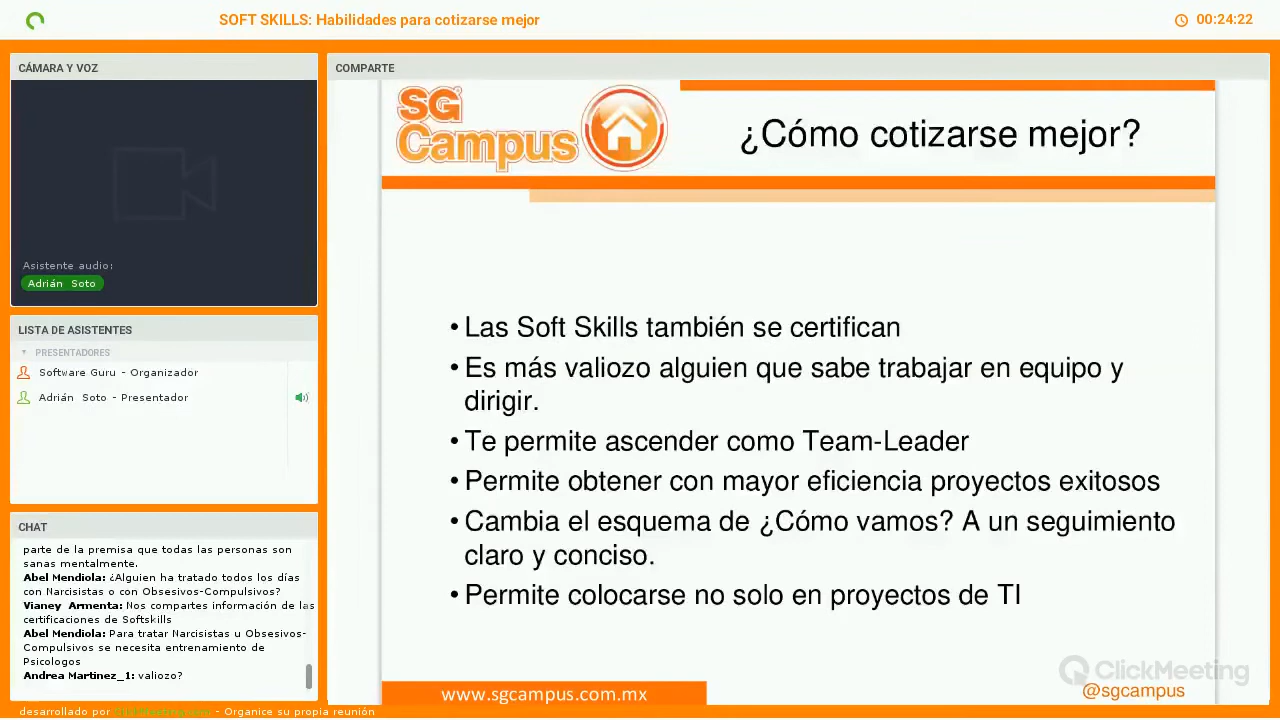 SOFT SKILLS: Habilidades para cotizarse mejor
00:24:22
CÁMARA Y VOZ
Asistente audio:
Adrián Soto
LISTA DE ASISTENTES
PRESENTADORES
Software Guru - Organizador
Adrián Soto - Presentador
CHAT
parte de la premisa que todas las personas son
sanas mentalmente.
Abel Mendiola: ¿Alguien ha tratado todos los días
con Narcisistas o con Obsesivos-Compulsivos?
Vianey Armenta: Nos compartes información de las
certificaciones de Softskills
Abel Mendiola: Para tratar Narcisistas u Obsesivos-
Compulsivos se necesita entrenamiento de
Psicologos
Andrea Martinez_1: valiozo?
COMPARTE
SG
Campus
¿Cómo cotizarse mejor?
•Las Soft Skills también se certifican
•Es más valiozo alguien que sabe trabajar en equipo y
dirigir.
•Te permite ascender como Team-Leader
•Permite obtener con mayor eficiencia proyectos exitosos
•Cambia el esquema de ¿Cómo vamos? A un seguimiento
claro y conciso.
•Permite colocarse no solo en proyectos de TI
www.sgcampus.com.mx
ClickMeeting
@sgcampus
desarrollado por ClickMeeting.com - Organice su propia reunión